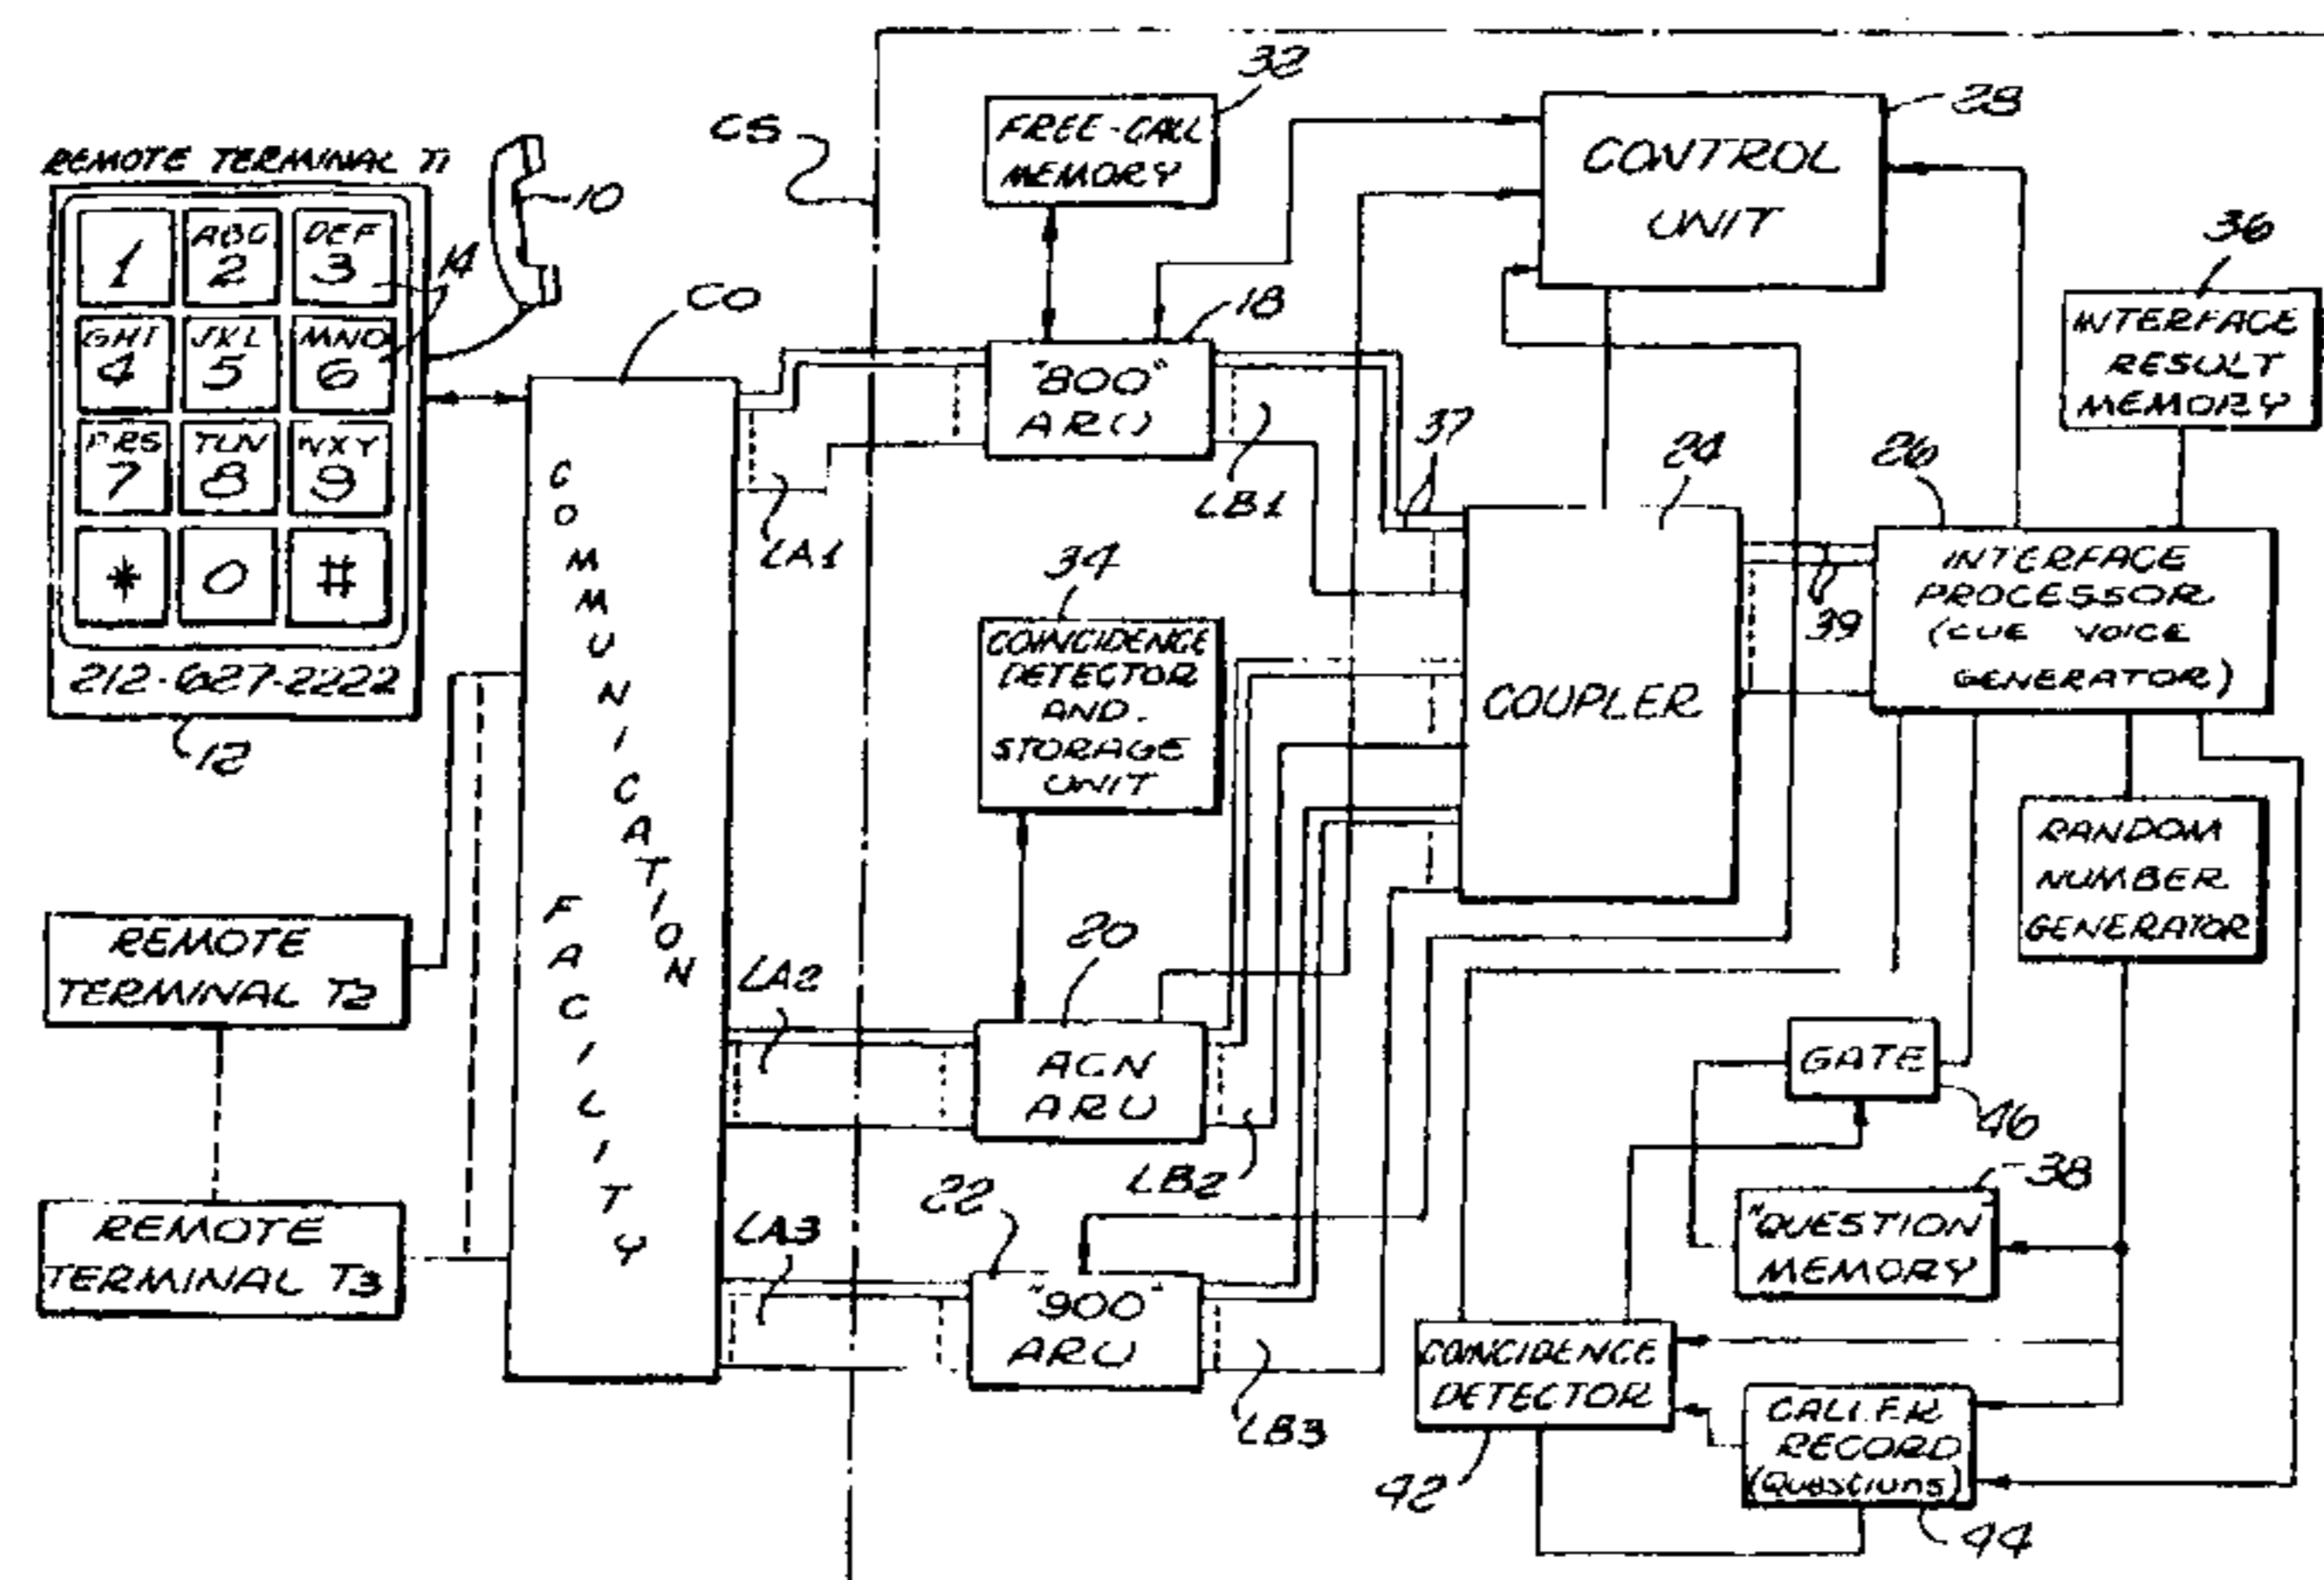 REMOTE TERMINAL T1
10
1
ABC
2
DEF
3
14
GHI
4
JKL
5
MNO
6
PRS
7
TUV
8
WXY
9
*
0
#
212-627-2222
12
REMOTE
TERMINAL T2
REMOTE
TERMINAL T3
CO
COMMUNICATION
FACILITY
CS
LA1
LA2
LA3
32
FREE-CALL
MEMORY
18
"800"
ARU
LB1
34
COINCIDENCE
DETECTOR
AND
STORAGE
UNIT
20
ACN
ARU
LB2
22
"900"
ARU
LB3
28
CONTROL
UNIT
37
24
COUPLER
39
36
INTERFACE
RESULT
MEMORY
26
INTERFACE
PROCESSOR
(CUE VOICE
GENERATOR)
RANDOM
NUMBER
GENERATOR
GATE
46
38
"QUESTION
MEMORY
COINCIDENCE
DETECTOR
42
CALLER
RECORD
(Questions)
44